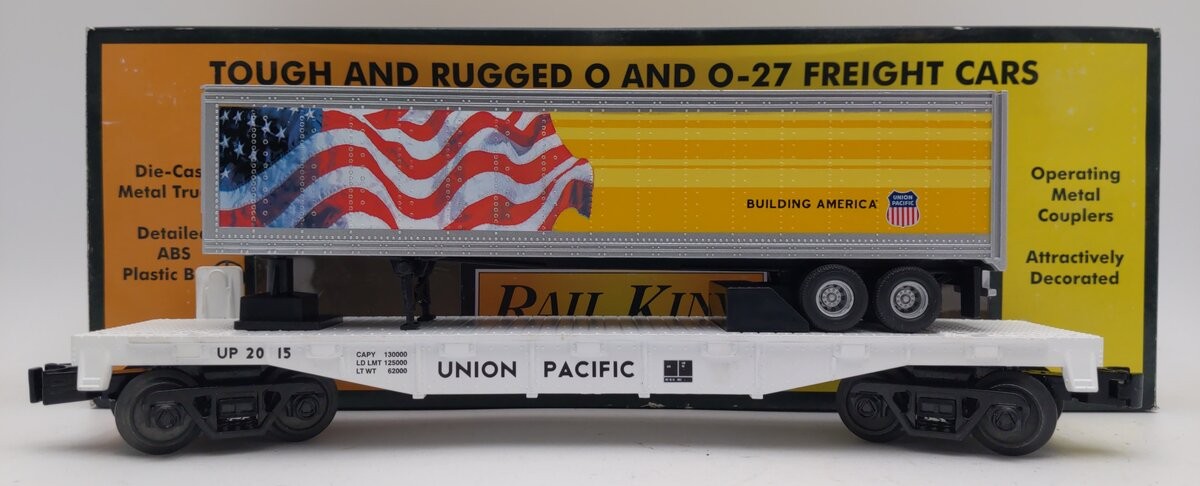 TOUGH AND RUGGED O AND O-27 FREIGHT CARS
Die-Cas
Metal Tru
Detailed
ABS
Plastic B
Operating
Metal
Couplers
Attractively
Decorated
BUILDING AMERICA
UNION
PACIFIC
RAIL KIN
UP 20 15
CAPY 130000
LD LMT 125000
LT WT 62000
UNION PACIFIC